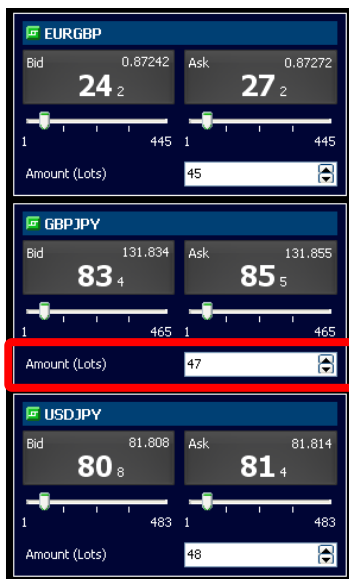 EURGBP
Bid 0.87242 Ask 0.87272
24 2 27 2
1 445 1 445
Amount (Lots) 45
GBPJPY
Bid 131.834 Ask 131.855
83 4 85 5
1 465 1 465
Amount (Lots) 47
USDJPY
Bid 81.808 Ask 81.814
80 8 81 4
1 483 1 483
Amount (Lots) 48